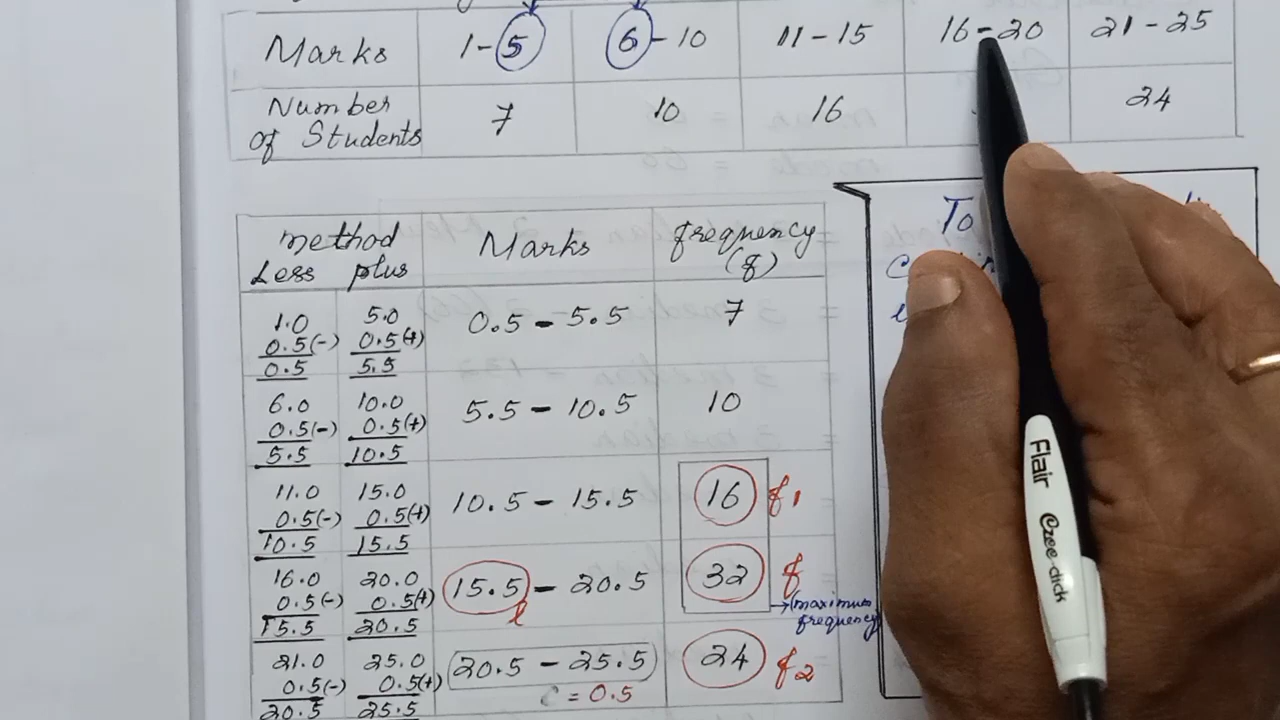 Marks 1-5 6-10 11-15 16-20 21-25
Number of Students 7 10 16 24
To
method Marks frequency (f)
Less plus
1.0 5.0 0.5-5.5 7
0.5(-) 0.5(+)
0.5 5.5
6.0 10.0 5.5-10.5 10
0.5(-) 0.5(+)
5.5 10.5
11.0 15.0 10.5-15.5 16 f1
0.5(-) 0.5(+)
10.5 15.5
16.0 20.0 15.5-20.5 32 f
0.5(-) 0.5(+) l →(maximum frequency)
15.5 20.5
21.0 25.0 20.5-25.5 24 f2
0.5(-) 0.5(+) c = 0.5
20.5 25.5
Flair
Czee-click